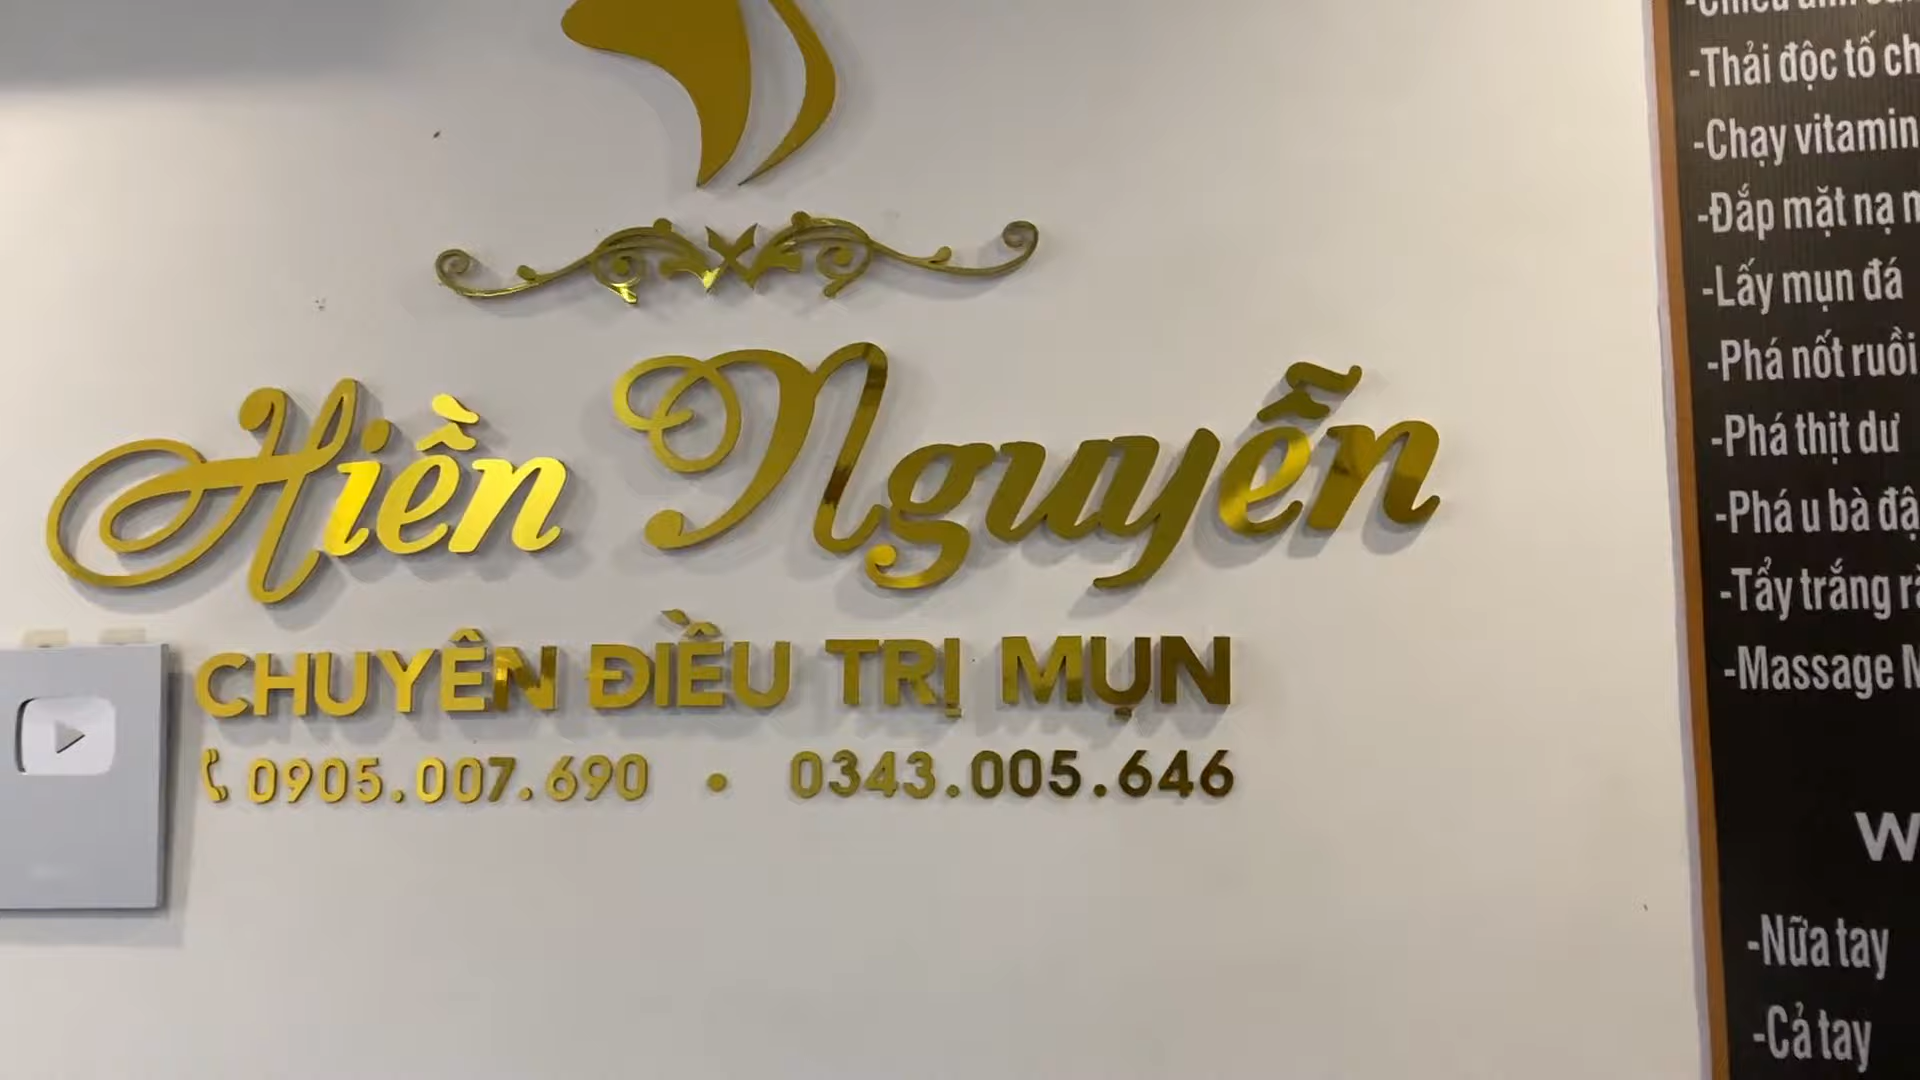 Hiền Nguyễn
CHUYÊN ĐIỀU TRỊ MỤN
0905.007.690 • 0343.005.646
-Thải độc tố
-Chạy vitamin
-Đắp mặt nạ
-Lấy mụn đá
-Phá nốt ruồi
-Phá thịt dư
-Phá u bà
-Tẩy trắng
-Massage
-Nữa tay
-Cả tay